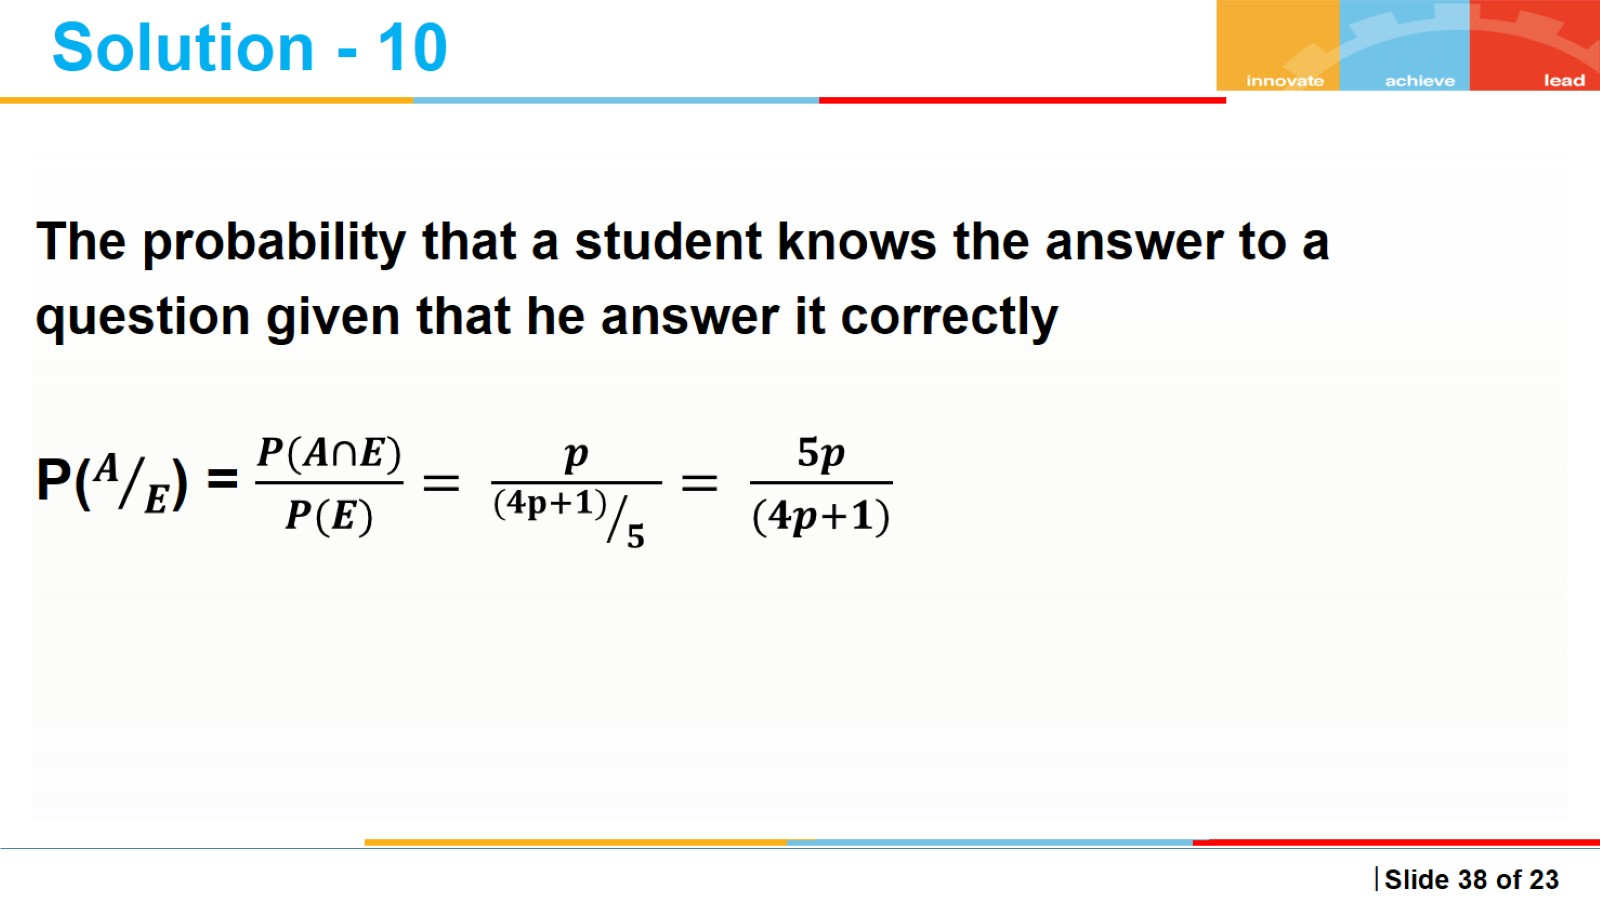 Solution - 10
innovate achieve lead
The probability that a student knows the answer to a
question given that he answer it correctly
P(A/E) = P(A∩E)/P(E) = p/((4p+1)/5) = 5p/(4p+1)
Slide 38 of 23